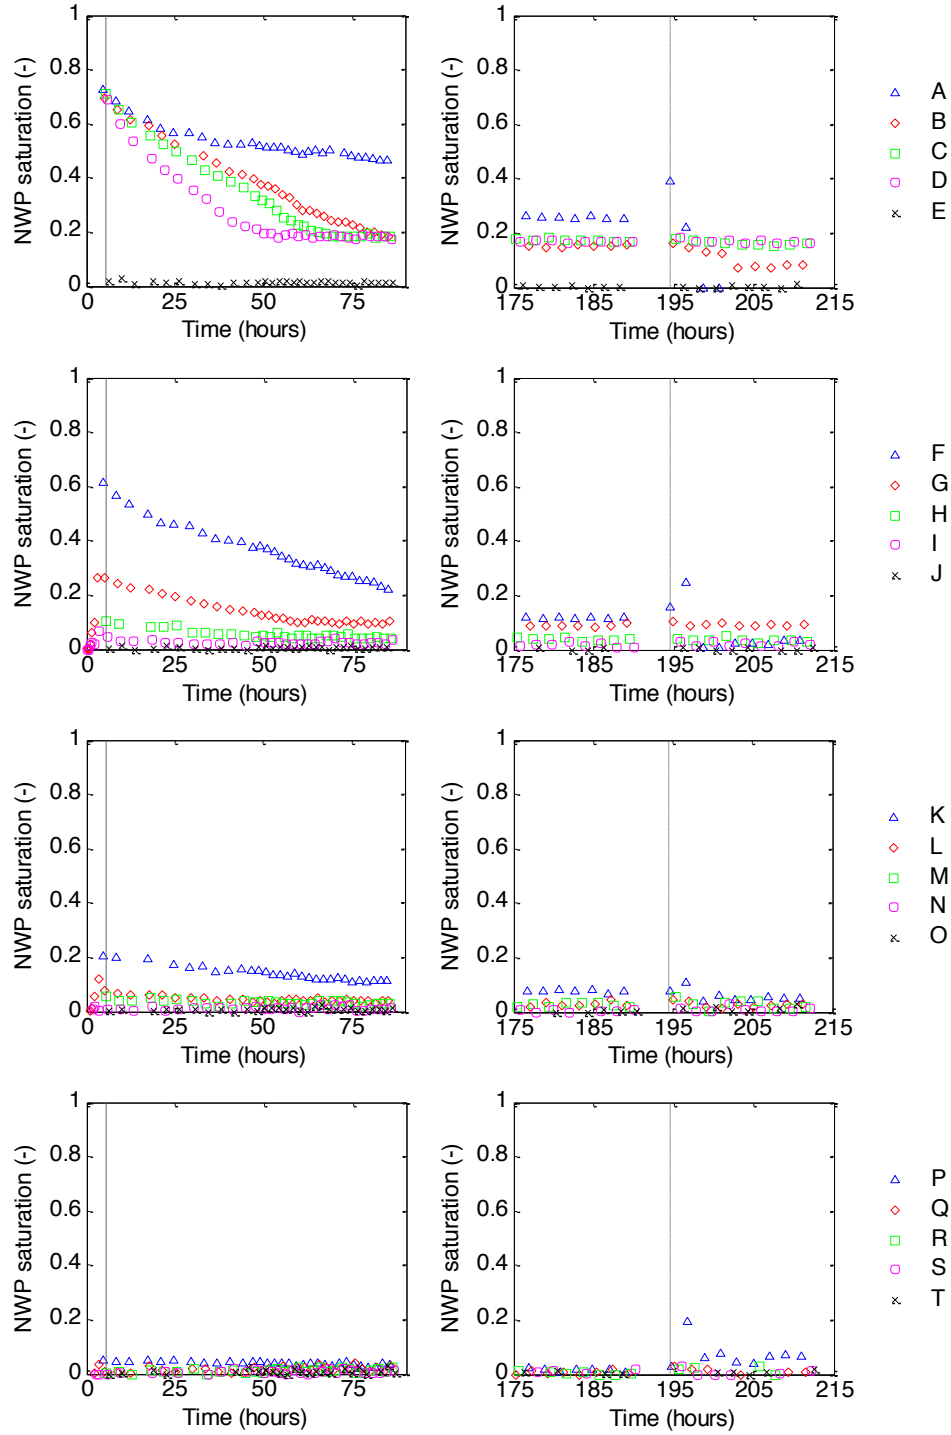 NWP saturation (-)
1
0.8
0.6
0.4
0.2
0
0 25 50 75
Time (hours)
NWP saturation (-)
1
0.8
0.6
0.4
0.2
0
175 185 195 205 215
Time (hours)
A
B
C
D
E
NWP saturation (-)
1
0.8
0.6
0.4
0.2
0
0 25 50 75
Time (hours)
NWP saturation (-)
1
0.8
0.6
0.4
0.2
0
175 185 195 205 215
Time (hours)
F
G
H
I
J
NWP saturation (-)
1
0.8
0.6
0.4
0.2
0
0 25 50 75
Time (hours)
NWP saturation (-)
1
0.8
0.6
0.4
0.2
0
175 185 195 205 215
Time (hours)
K
L
M
N
O
NWP saturation (-)
1
0.8
0.6
0.4
0.2
0
0 25 50 75
Time (hours)
NWP saturation (-)
1
0.8
0.6
0.4
0.2
0
175 185 195 205 215
Time (hours)
P
Q
R
S
T